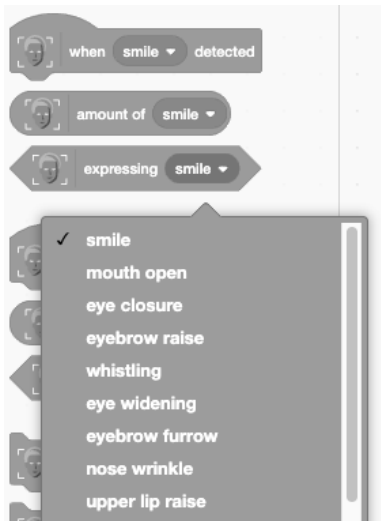 when smile detected
amount of smile
expressing smile
✓ smile
mouth open
eye closure
eyebrow raise
whistling
eye widening
eyebrow furrow
nose wrinkle
upper lip raise